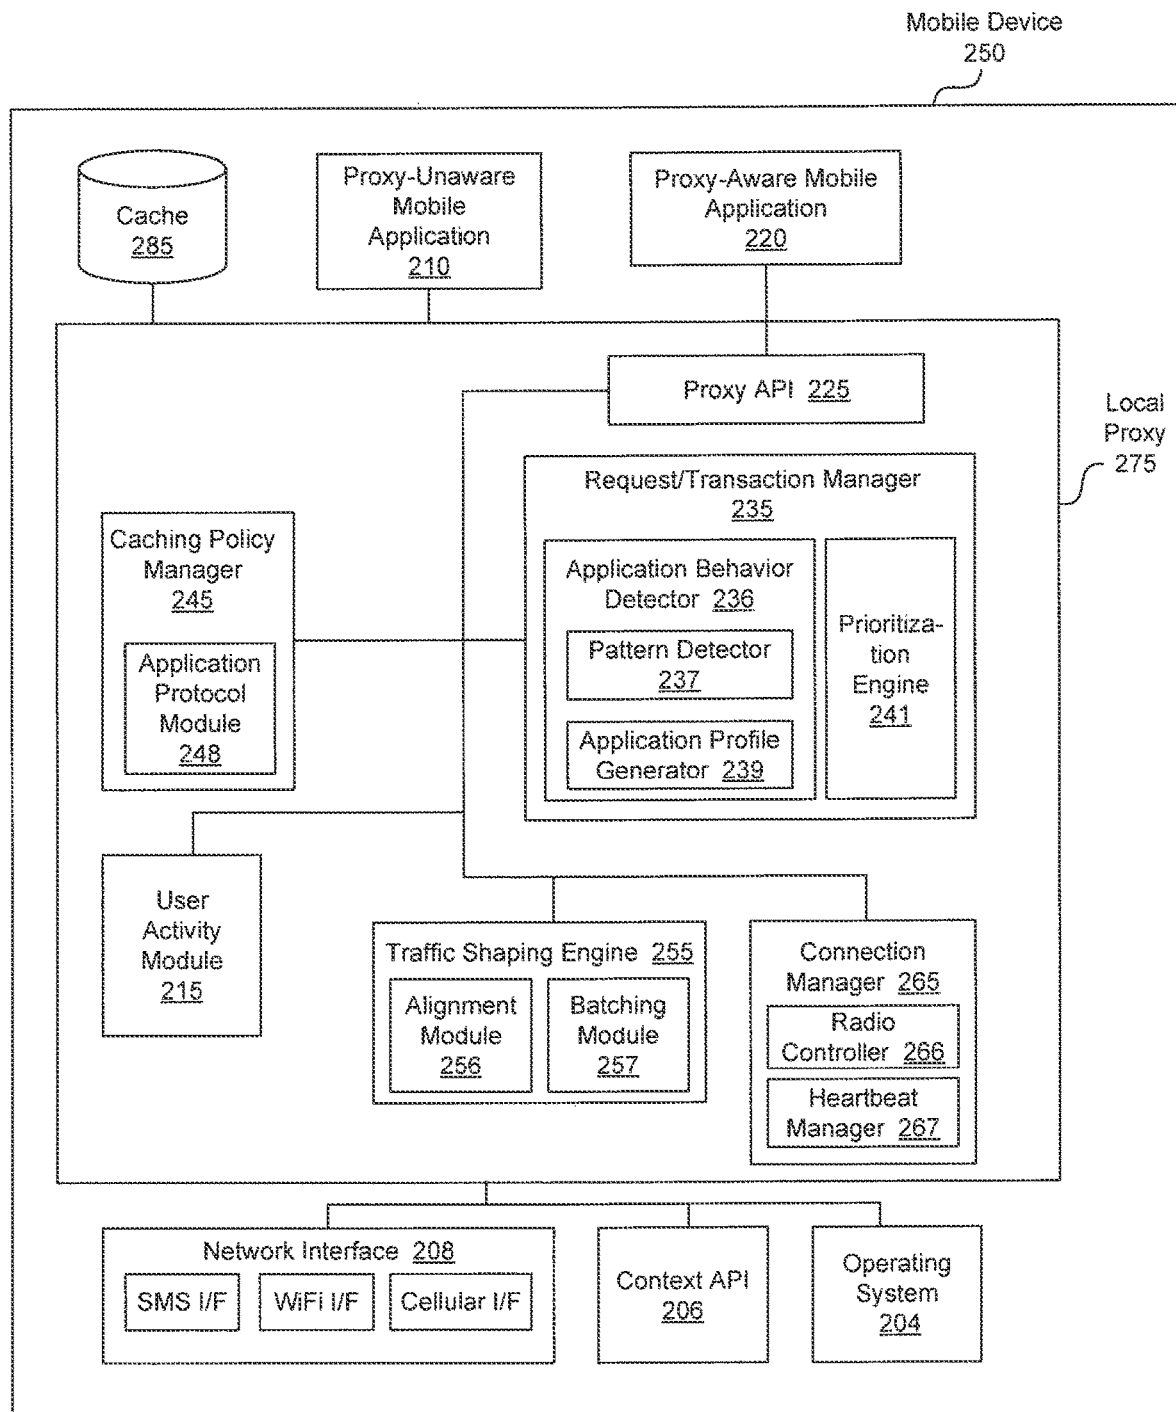 Mobile Device
250
Cache
285
Proxy-Unaware
Mobile
Application
210
Proxy-Aware Mobile
Application
220
Proxy API 225
Local
Proxy
275
Request/Transaction Manager
235
Caching Policy
Manager
245
Application
Protocol
Module
248
Application Behavior
Detector 236
Pattern Detector
237
Application Profile
Generator 239
Prioritiza-
tion
Engine
241
User
Activity
Module
215
Traffic Shaping Engine 255
Alignment
Module
256
Batching
Module
257
Connection
Manager 265
Radio
Controller 266
Heartbeat
Manager 267
Network Interface 208
SMS I/F
WiFi I/F
Cellular I/F
Context API
206
Operating
System
204